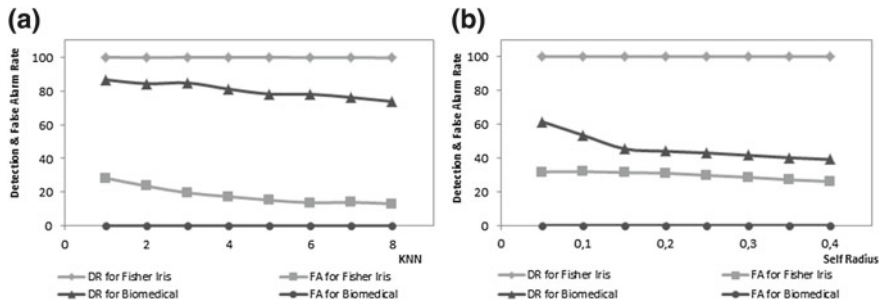 (a)
Detection & False Alarm Rate
100
80
60
40
20
0
0 2 4 6 8
KNN
DR for Fisher Iris
FA for Fisher Iris
DR for Biomedical
FA for Biomedical
(b)
Detection & False Alarm Rate
100
80
60
40
20
0
0 0,1 0,2 0,3 0,4
Self Radius
DR for Fisher Iris
FA for Fisher Iris
DR for Biomedical
FA for Biomedical